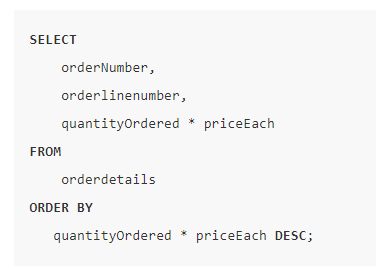 SELECT
    orderNumber,
    orderlinenumber,
    quantityOrdered * priceEach
FROM
    orderdetails
ORDER BY
   quantityOrdered * priceEach DESC;